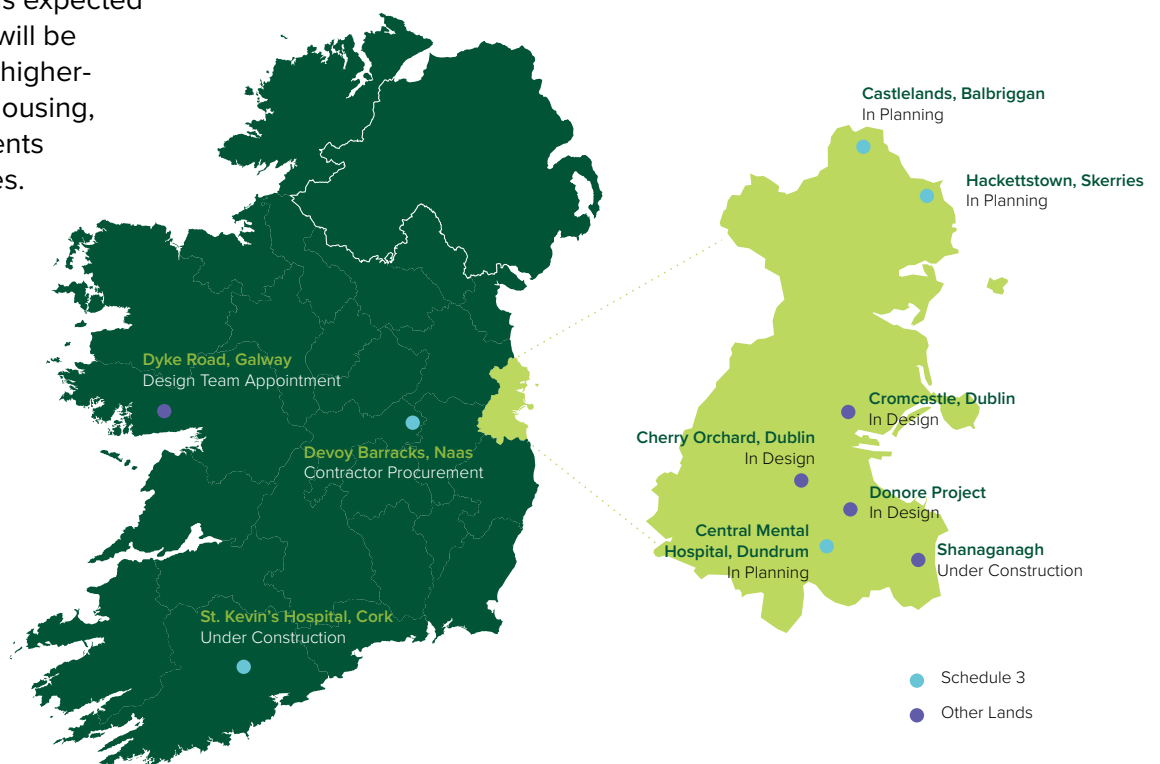 s expected
will be
higher-
ousing,
ents
es.
Castlelands, Balbriggan
In Planning
Hackettstown, Skerries
In Planning
Dyke Road, Galway
Design Team Appointment
Cromcastle, Dublin
In Design
Cherry Orchard, Dublin
In Design
Devoy Barracks, Naas
Contractor Procurement
Donore Project
In Design
Central Mental
Hospital, Dundrum
In Planning
Shanaganagh
Under Construction
St. Kevin's Hospital, Cork
Under Construction
Schedule 3
Other Lands